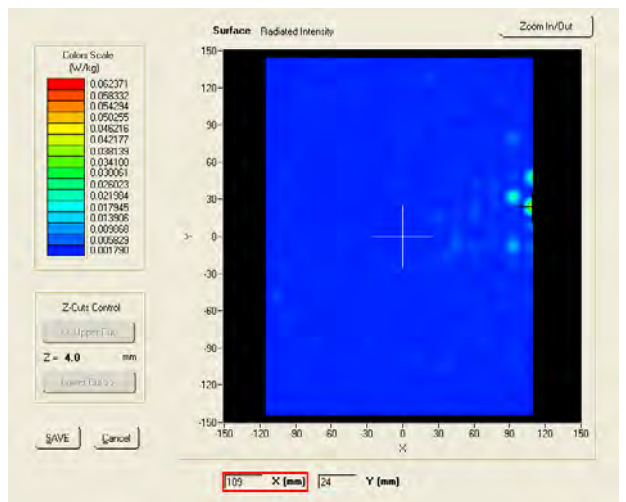 Surface Radiated Intensity
Zoom In/Out
Colors Scale
(W/kg)
0.062371
0.058332
0.054294
0.050255
0.046216
0.042177
0.038139
0.034100
0.030061
0.026023
0.021984
0.017945
0.013906
0.009868
0.005829
0.001790
150
120
90
60
30
0
-30
-60
-90
-120
-150
Y
-150 -120 -90 -60 -30 0 30 60 90 120 150
X
Z-Cuts Control
Z = 4.0 mm
SAVE
Cancel
109 X (mm) 24 Y (mm)